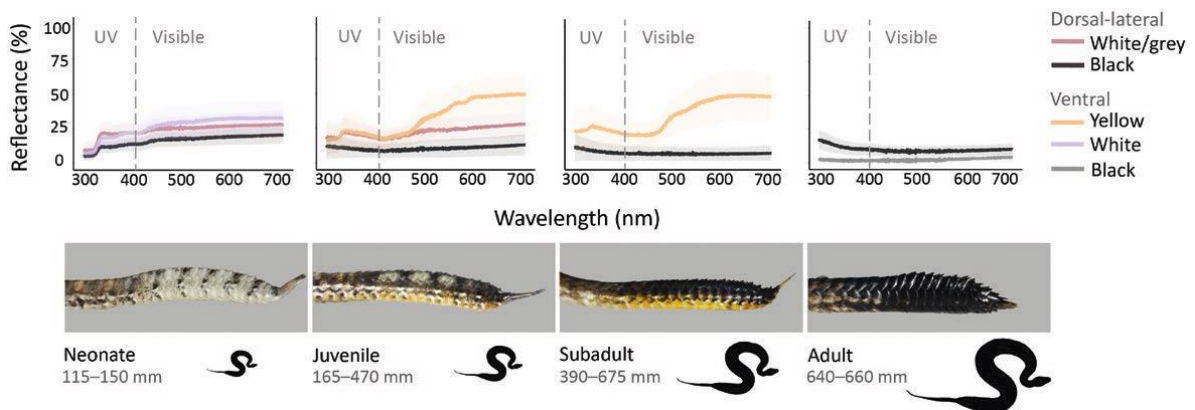 Reflectance (%)
100
75
50
25
0
UV
Visible
300 400 500 600 700
UV
Visible
300 400 500 600 700
UV
Visible
300 400 500 600 700
UV
Visible
300 400 500 600 700
Wavelength (nm)
Dorsal-lateral
White/grey
Black
Ventral
Yellow
White
Black
Neonate
115–150 mm
Juvenile
165–470 mm
Subadult
390–675 mm
Adult
640–660 mm